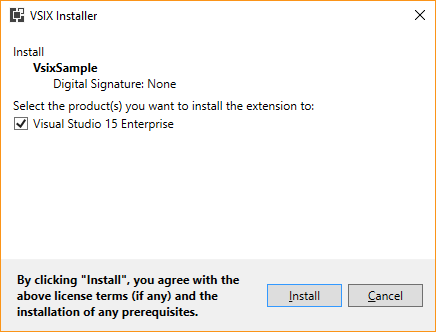 VSIX Installer
Install
VsixSample
Digital Signature: None
Select the product(s) you want to install the extension to:
Visual Studio 15 Enterprise
By clicking "Install", you agree with the
above license terms (if any) and the
installation of any prerequisites.
Install
Cancel